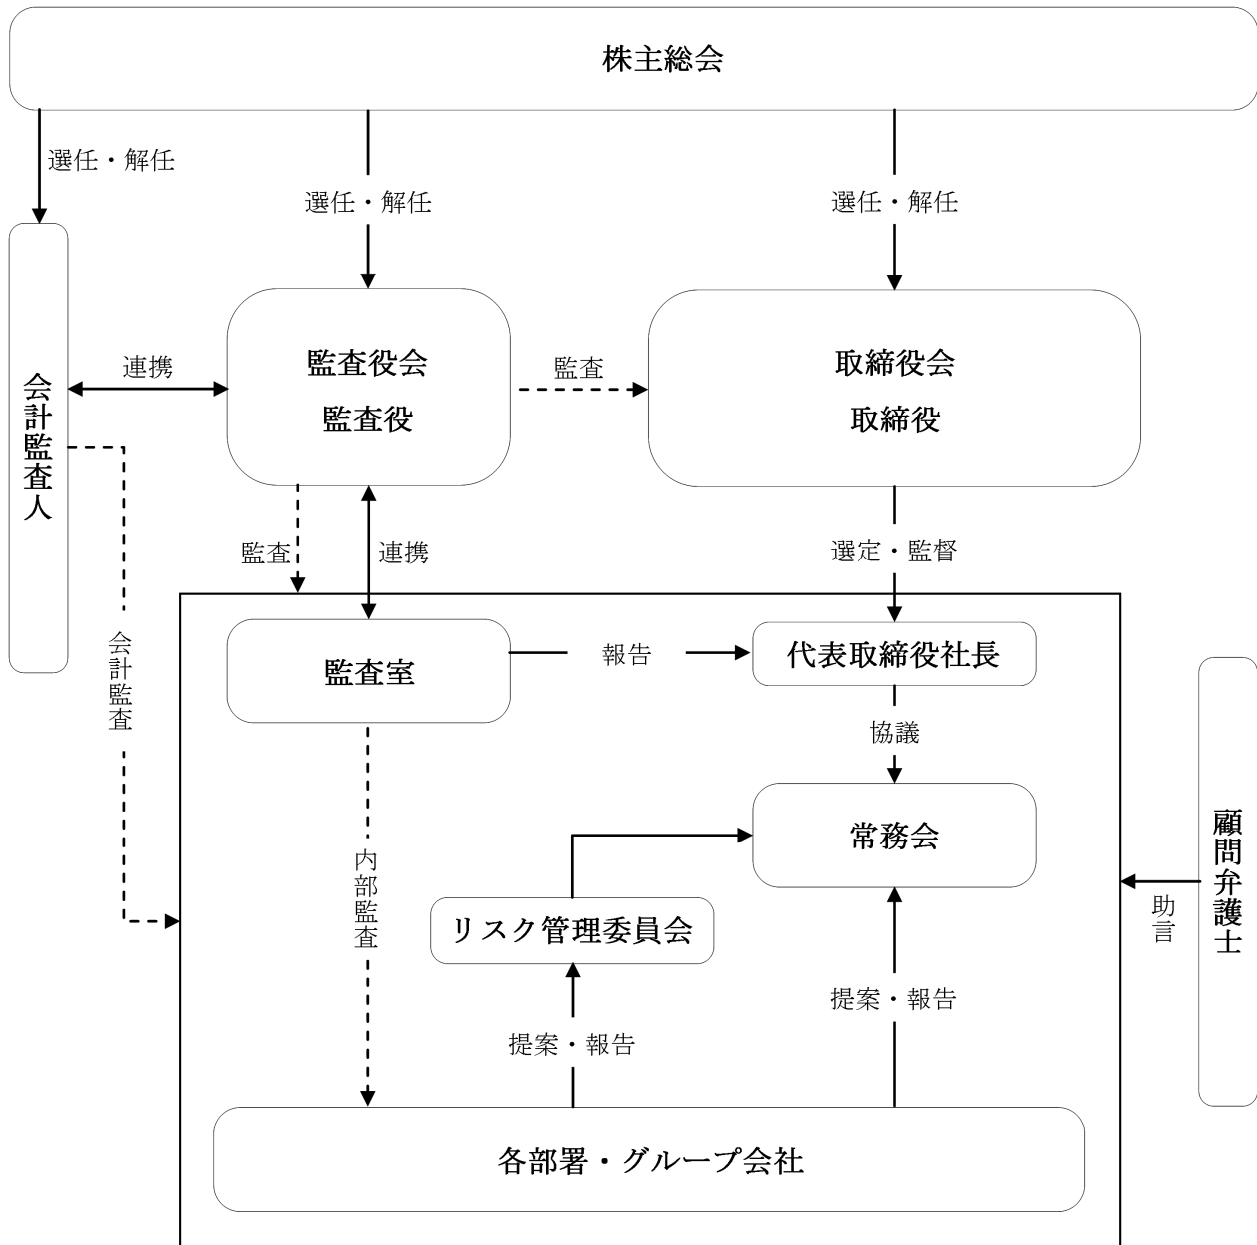 株主総会
選任・解任
選任・解任
選任・解任
会計監査人
連携
監査役会
監査役
監査
取締役会
取締役
監査
連携
選定・監督
会計監査
監査室
報告
代表取締役社長
協議
常務会
内部監査
リスク管理委員会
顧問弁護士
助言
提案・報告
提案・報告
各部署・グループ会社